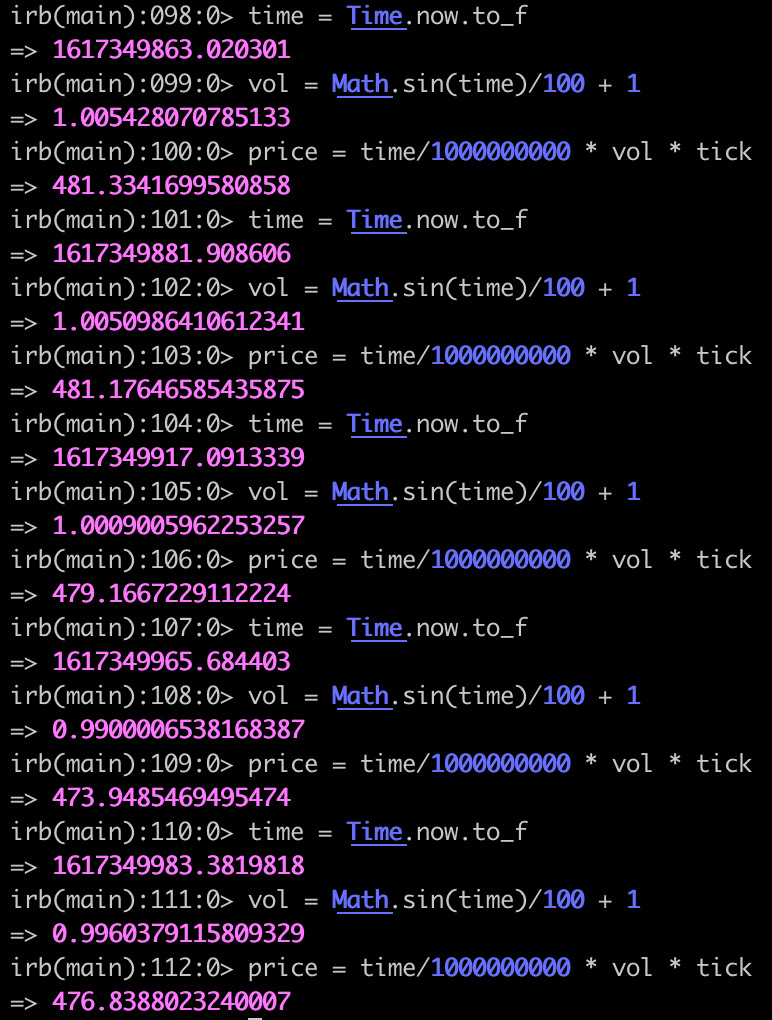 irb(main):098:0> time = Time.now.to_f
=> 1617349863.020301
irb(main):099:0> vol = Math.sin(time)/100 + 1
=> 1.005428070785133
irb(main):100:0> price = time/1000000000 * vol * tick
=> 481.3341699580858
irb(main):101:0> time = Time.now.to_f
=> 1617349881.908606
irb(main):102:0> vol = Math.sin(time)/100 + 1
=> 1.0050986410612341
irb(main):103:0> price = time/1000000000 * vol * tick
=> 481.17646585435875
irb(main):104:0> time = Time.now.to_f
=> 1617349917.0913339
irb(main):105:0> vol = Math.sin(time)/100 + 1
=> 1.0009005962253257
irb(main):106:0> price = time/1000000000 * vol * tick
=> 479.1667229112224
irb(main):107:0> time = Time.now.to_f
=> 1617349965.684403
irb(main):108:0> vol = Math.sin(time)/100 + 1
=> 0.9900006538168387
irb(main):109:0> price = time/1000000000 * vol * tick
=> 473.9485469495474
irb(main):110:0> time = Time.now.to_f
=> 1617349983.3819818
irb(main):111:0> vol = Math.sin(time)/100 + 1
=> 0.9960379115809329
irb(main):112:0> price = time/1000000000 * vol * tick
=> 476.8388023240007